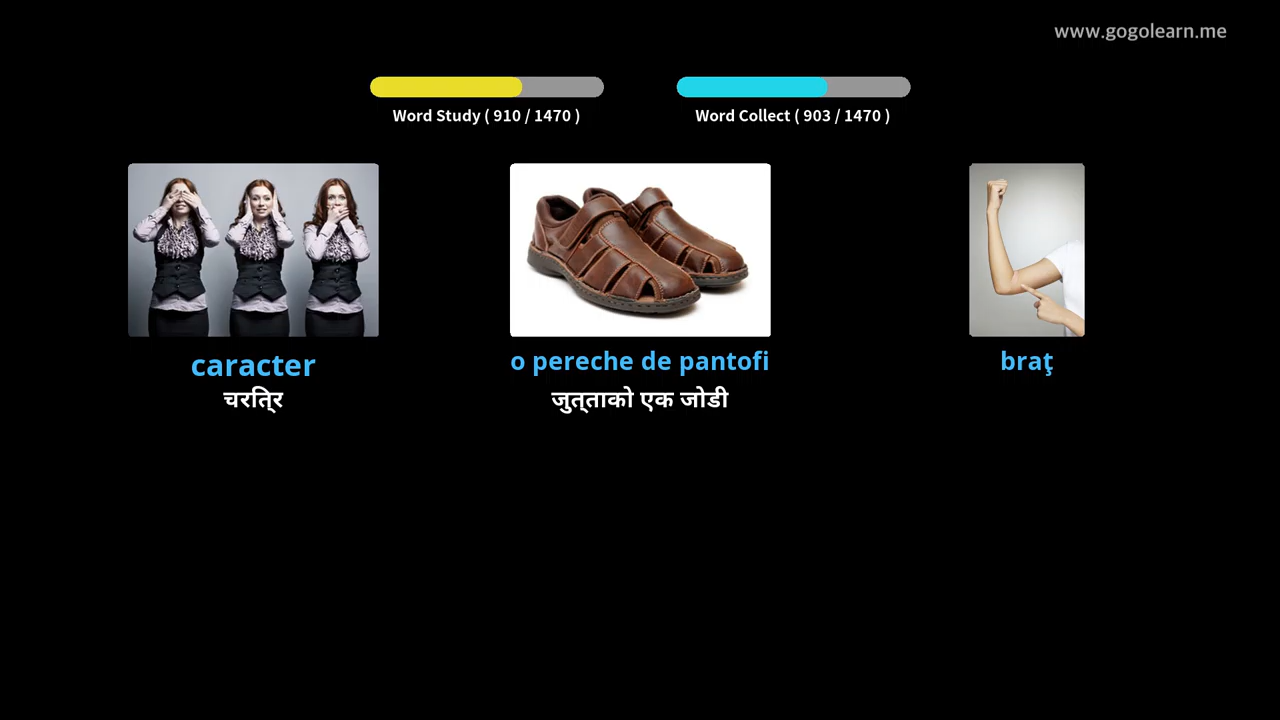 www.gogolearn.me
Word Study ( 910 / 1470 )
Word Collect ( 903 / 1470 )
caracter
चरित्र
o pereche de pantofi
जुत्ताको एक जोडी
braţ